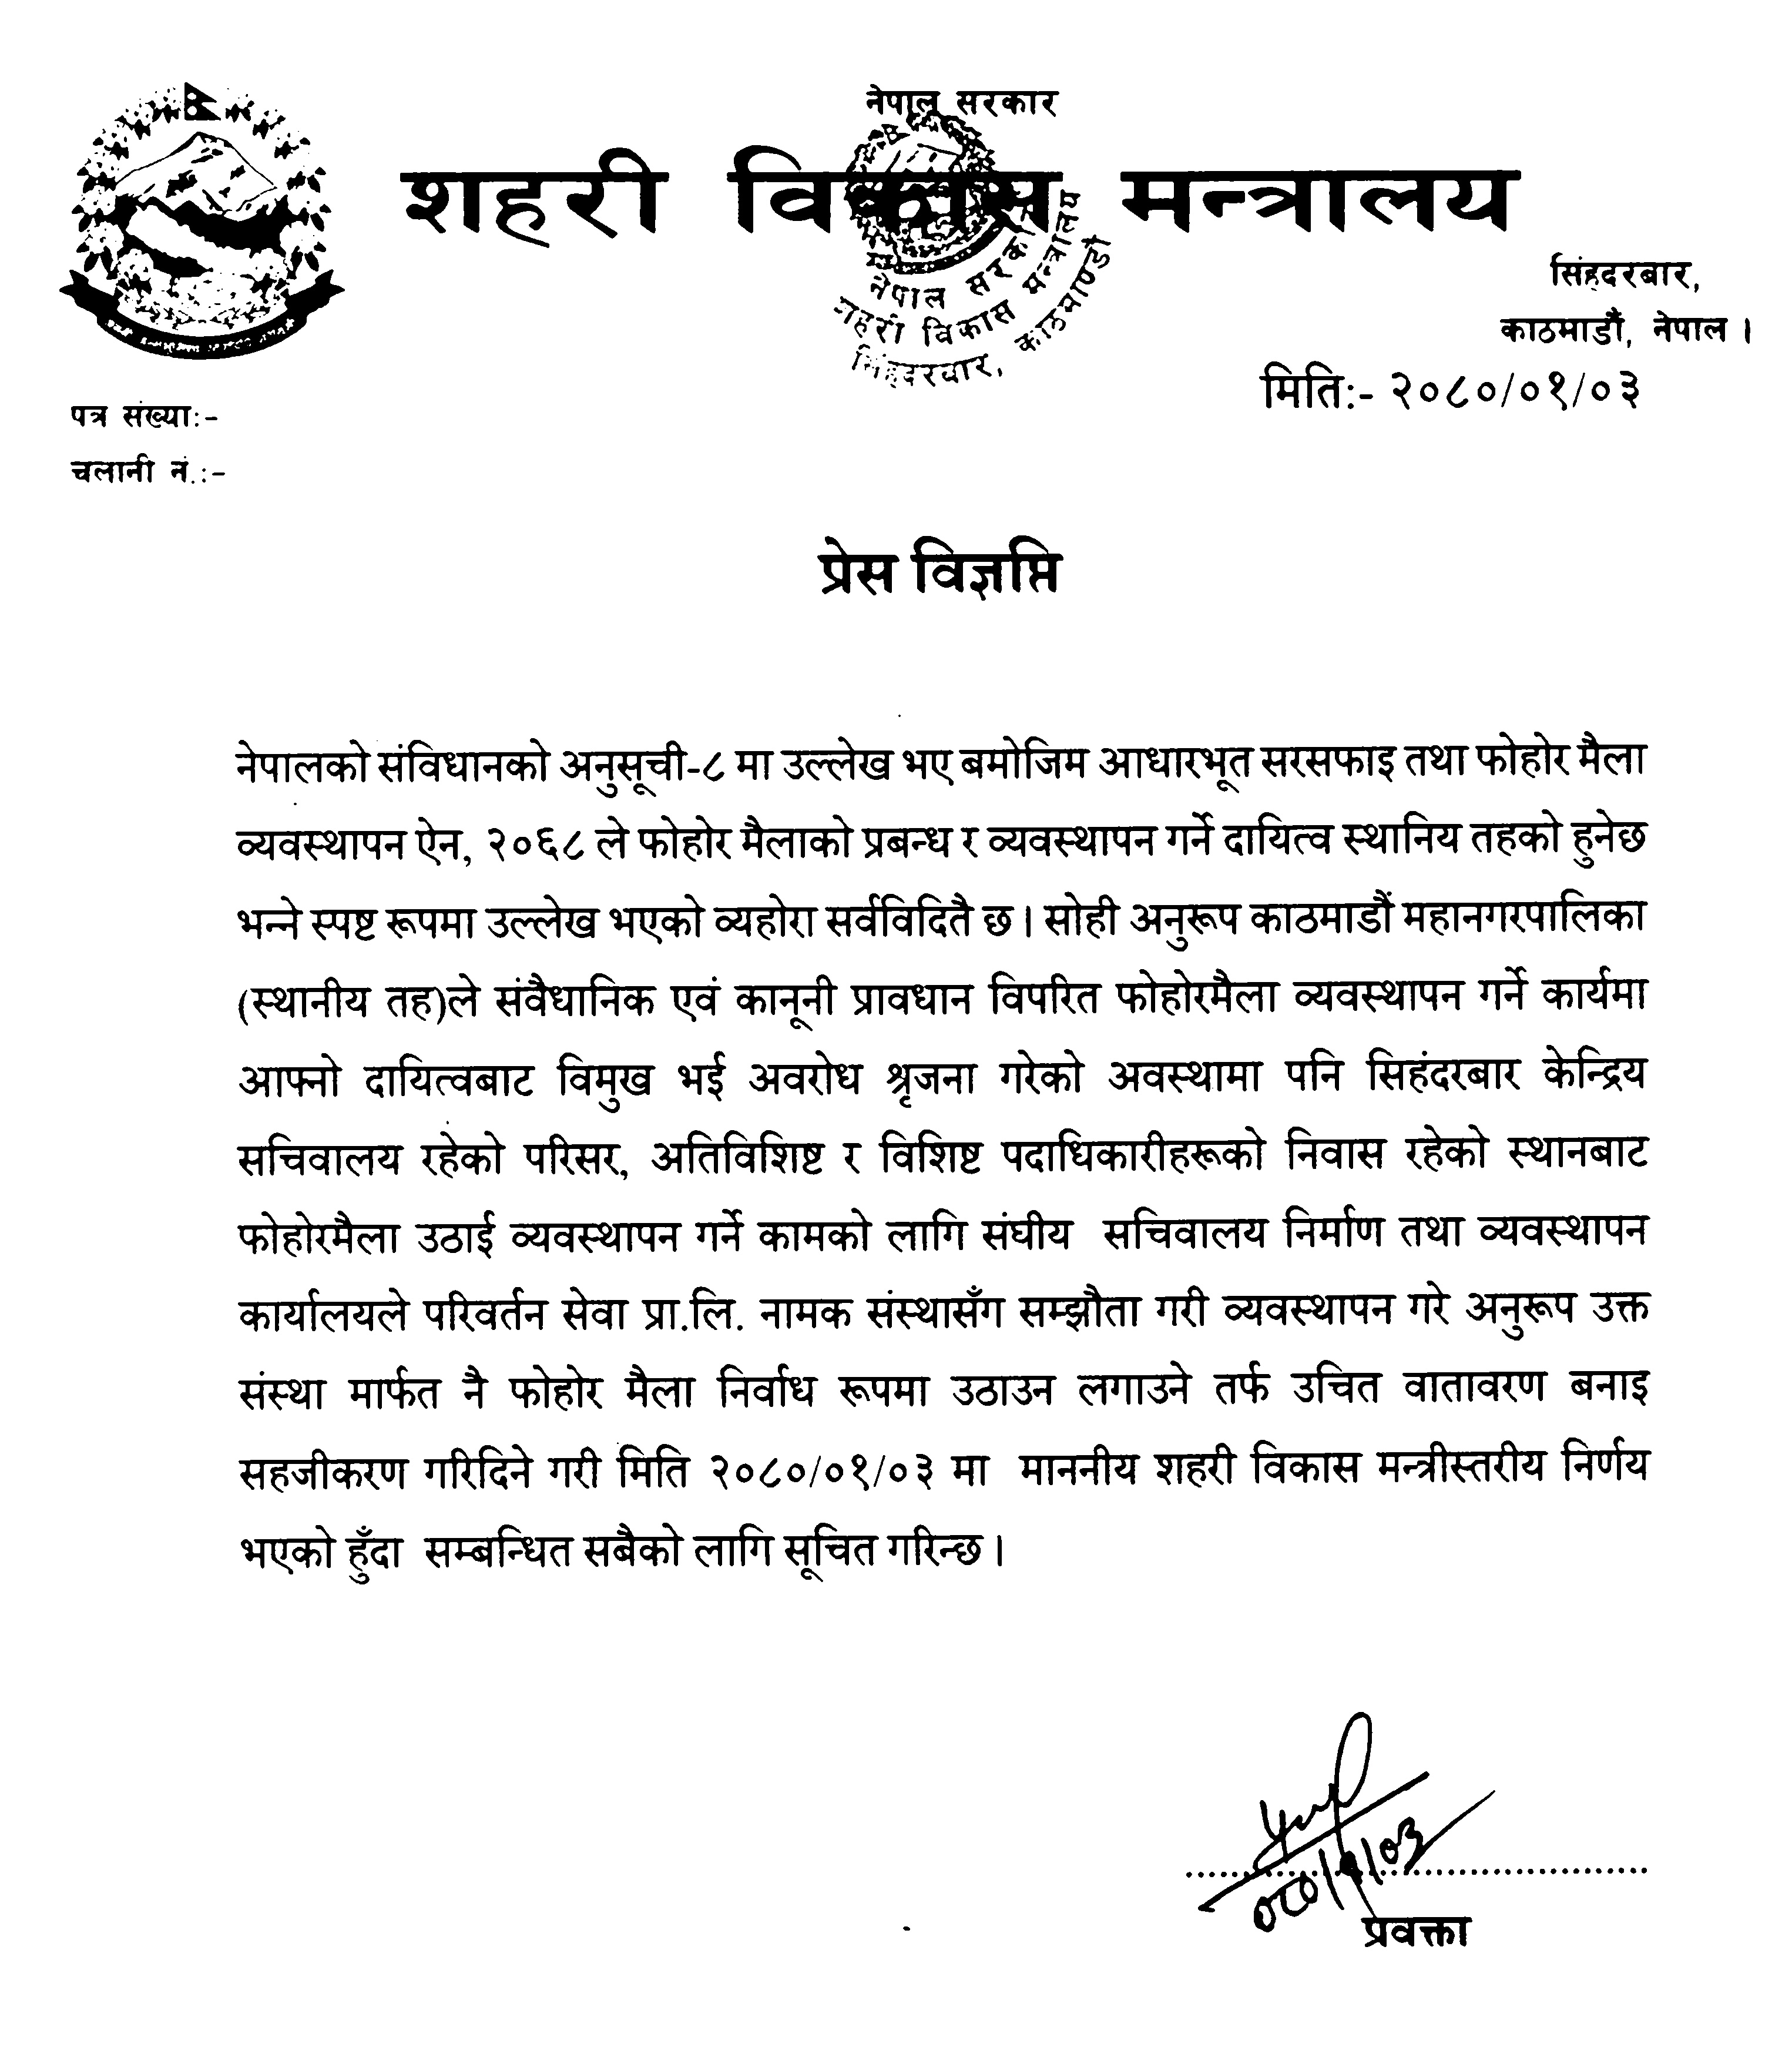 नेपाल सरकार
शहरी विकास मन्त्रालय
नेपाल सरकार
शहरी विकास मन्त्रालय
सिंहदरबार, काठमाण्डौ
सिंहदरबार,
काठमाडौं, नेपाल ।
मितिः- २०८०/०१/०३
पत्र संख्याः-
चलानी नं.:-
प्रेस विज्ञप्ति
नेपालको संविधानको अनुसूची-८ मा उल्लेख भए बमोजिम आधारभूत सरसफाइ तथा फोहोर मैला
व्यवस्थापन ऐन, २०६८ ले फोहोर मैलाको प्रबन्ध र व्यवस्थापन गर्ने दायित्व स्थानिय तहको हुनेछ
भन्ने स्पष्ट रूपमा उल्लेख भएको व्यहोरा सर्वविदितै छ । सोही अनुरूप काठमाडौं महानगरपालिका
(स्थानीय तह)ले संवैधानिक एवं कानूनी प्रावधान विपरित फोहोरमैला व्यवस्थापन गर्ने कार्यमा
आफ्नो दायित्वबाट विमुख भई अवरोध श्रृजना गरेको अवस्थामा पनि सिहंदरबार केन्द्रिय
सचिवालय रहेको परिसर, अतिविशिष्ट र विशिष्ट पदाधिकारीहरूको निवास रहेको स्थानबाट
फोहोरमैला उठाई व्यवस्थापन गर्ने कामको लागि संघीय सचिवालय निर्माण तथा व्यवस्थापन
कार्यालयले परिवर्तन सेवा प्रा.लि. नामक संस्थासँग सम्झौता गरी व्यवस्थापन गरे अनुरूप उक्त
संस्था मार्फत नै फोहोर मैला निर्वाध रूपमा उठाउन लगाउने तर्फ उचित वातावरण बनाइ
सहजीकरण गरिदिने गरी मिति २०८०/०१/०३ मा माननीय शहरी विकास मन्त्रीस्तरीय निर्णय
भएको हुँदा सम्बन्धित सबैको लागि सूचित गरिन्छ ।
०८०/१/०३
प्रवक्ता